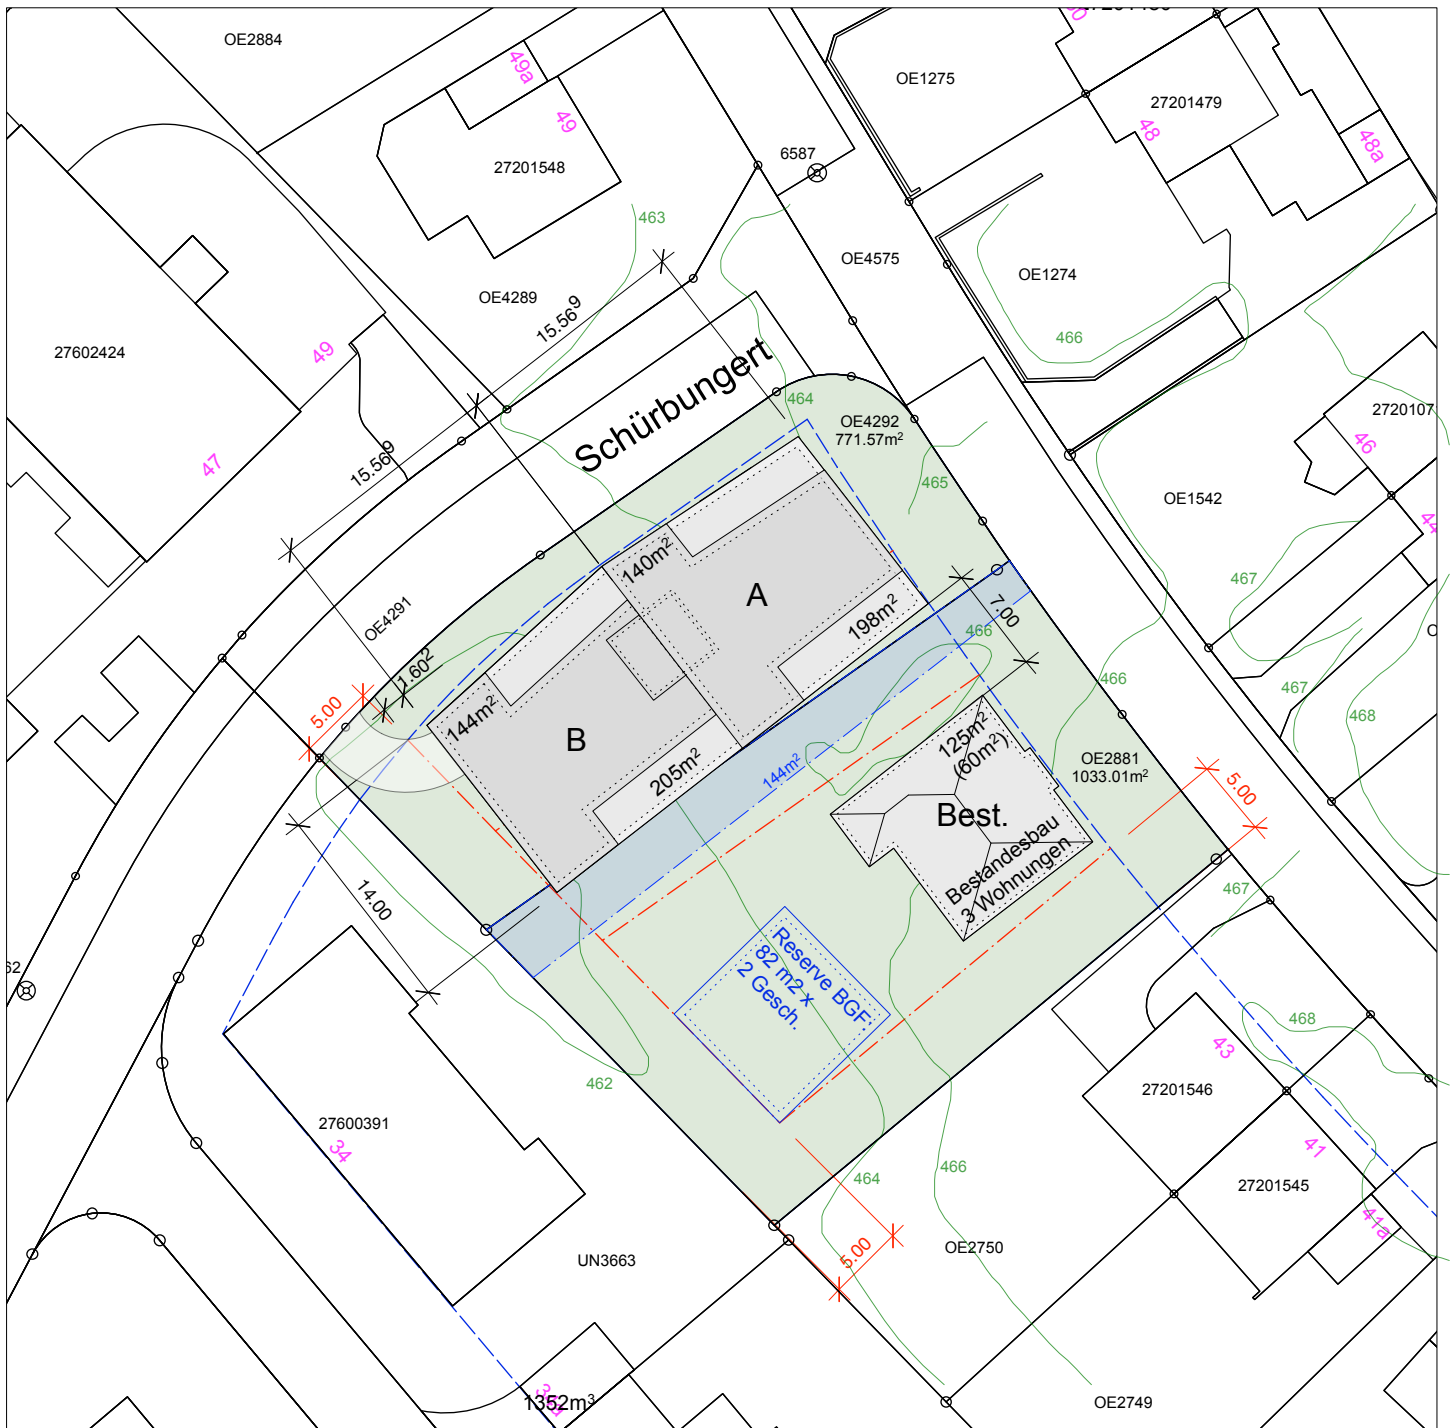 OE2884
49a
49
27201548
6587
OE1275
27201480
27201479
48
48a
463
OE4575
OE1274
OE4289
15.56⁹
466
27602424
49
Schürbungert
464
OE4292
771.57m²
2720107
46
47
15.56⁹
465
OE1542
44
140m²
A
467
OE4291
198m²
7.00
466
1.60²
5.00
144m²
B
205m²
144m²
125m²
(60m²)
466
467
468
OE2881
1033.01m²
Best.
5.00
Bestandesbau
3 Wohnungen
14.00
467
62
Reserve BGF
82 m2 x
2 Gesch.
468
43
462
27201546
27600391
34
41
464
466
27201545
41a
UN3663
5.00
OE2750
1352m³
OE2749